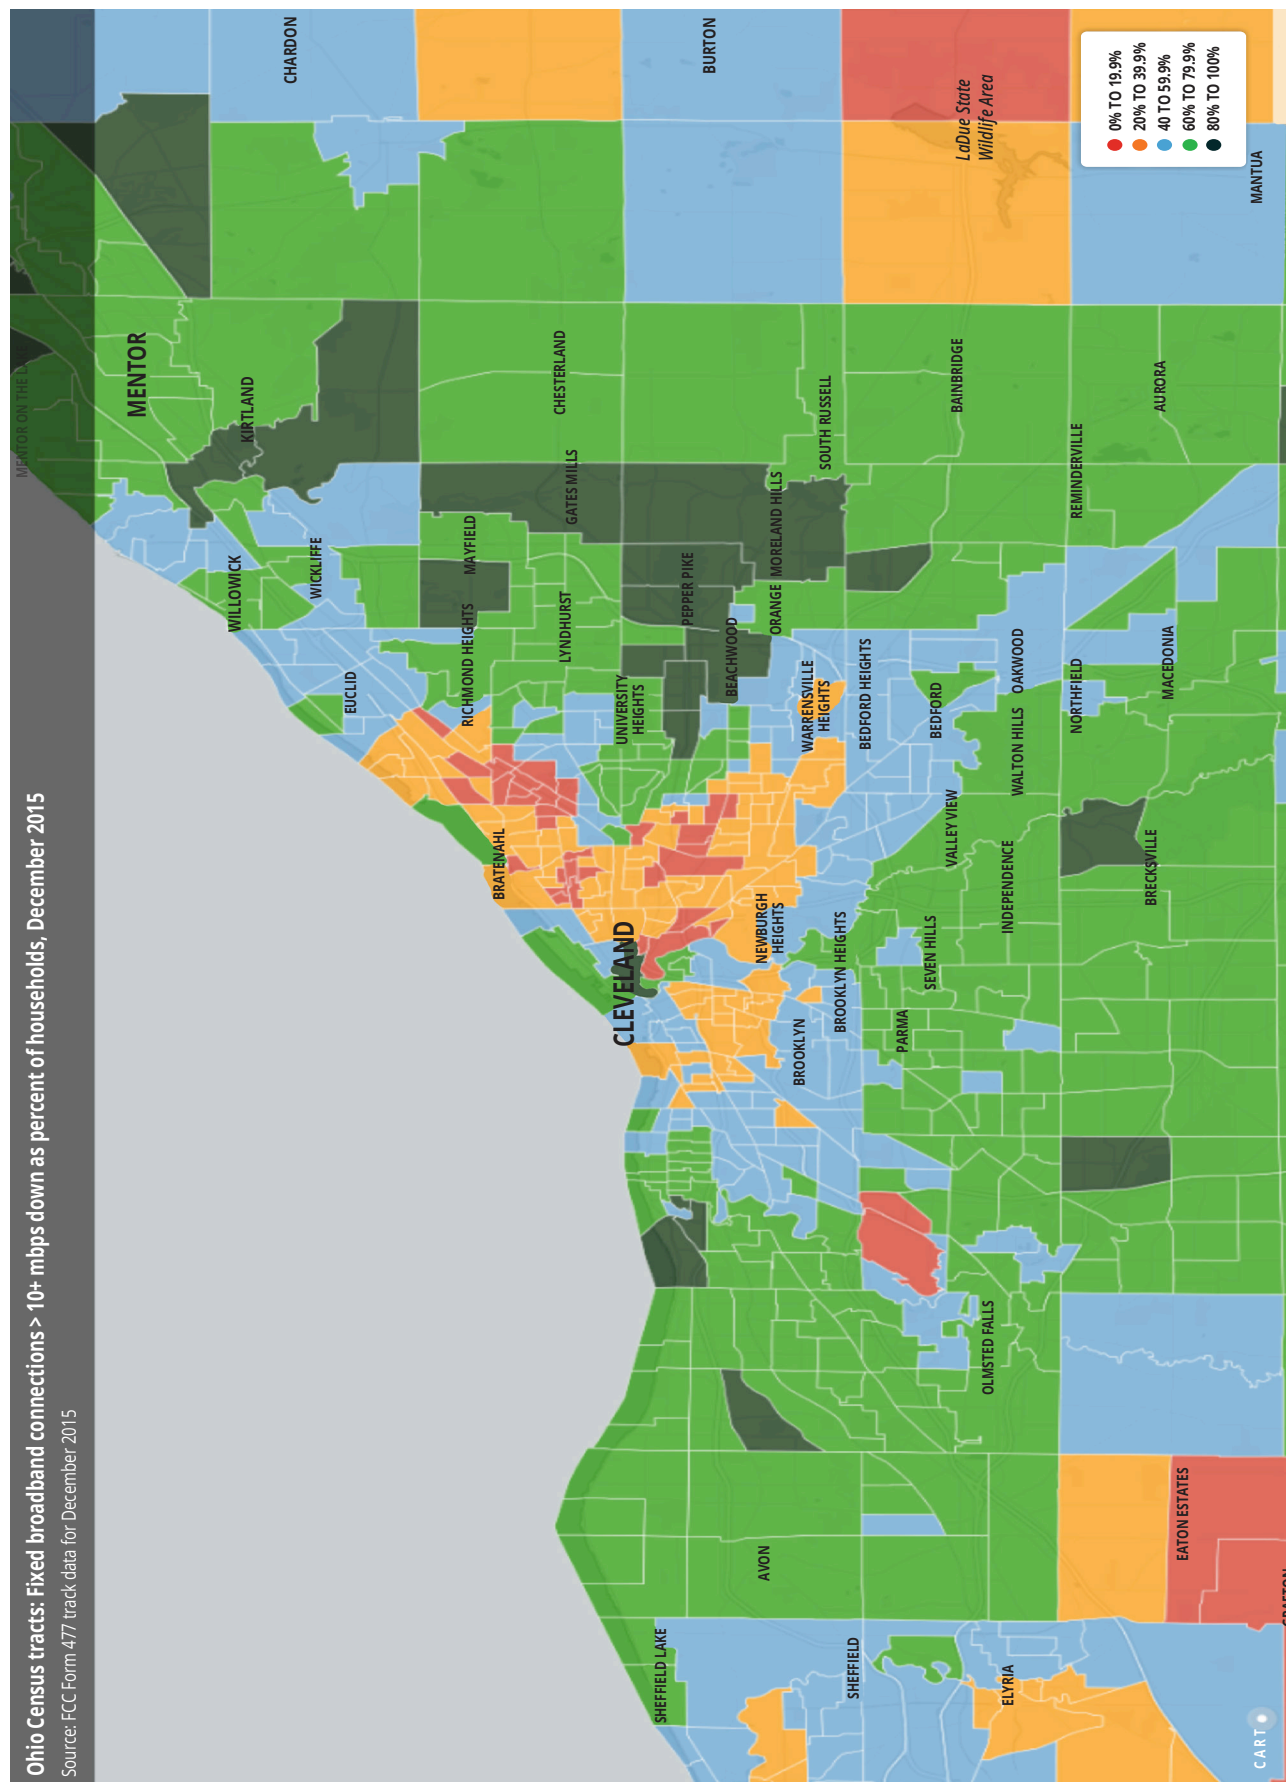 Ohio Census tracts: Fixed broadband connections > 10+ mbps down as percent of households, December 2015
Source: FCC Form 477 track data for December 2015
MENTOR ON THE LAKE
MENTOR
KIRTLAND
CHARDON
WILLOWICK
WICKLIFFE
EUCLID
MAYFIELD
RICHMOND HEIGHTS
CHESTERLAND
GATES MILLS
LYNDHURST
BRATENAHL
UNIVERSITY
HEIGHTS
CLEVELAND
BURTON
PEPPER PIKE
BEACHWOOD
SHEFFIELD LAKE
MORELAND HILLS
ORANGE
NEWBURGH
HEIGHTS
AVON
SOUTH RUSSELL
WARRENSVILLE
HEIGHTS
BROOKLYN
BROOKLYN HEIGHTS
SHEFFIELD
BEDFORD HEIGHTS
PARMA
SEVEN HILLS
BEDFORD
LaDue State
Wildlife Area
BAINBRIDGE
VALLEY VIEW
OAKWOOD
WALTON HILLS
INDEPENDENCE
OLMSTED FALLS
ELYRIA
REMINDERVILLE
NORTHFIELD
AURORA
MACEDONIA
BRECKSVILLE
EATON ESTATES
MANTUA
0% TO 19.9%
20% TO 39.9%
40 TO 59.9%
60% TO 79.9%
80% TO 100%
CARTO